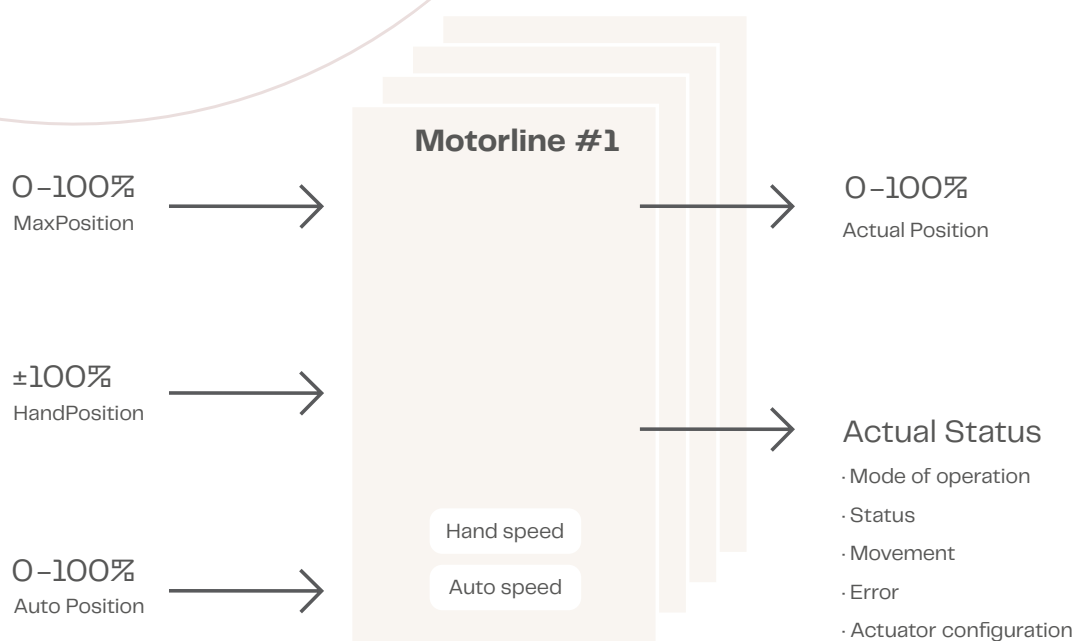 Motorline #1
0–100%
MaxPosition
±100%
HandPosition
0–100%
Auto Position
Hand speed
Auto speed
0–100%
Actual Position
Actual Status
· Mode of operation
· Status
· Movement
· Error
· Actuator configuration